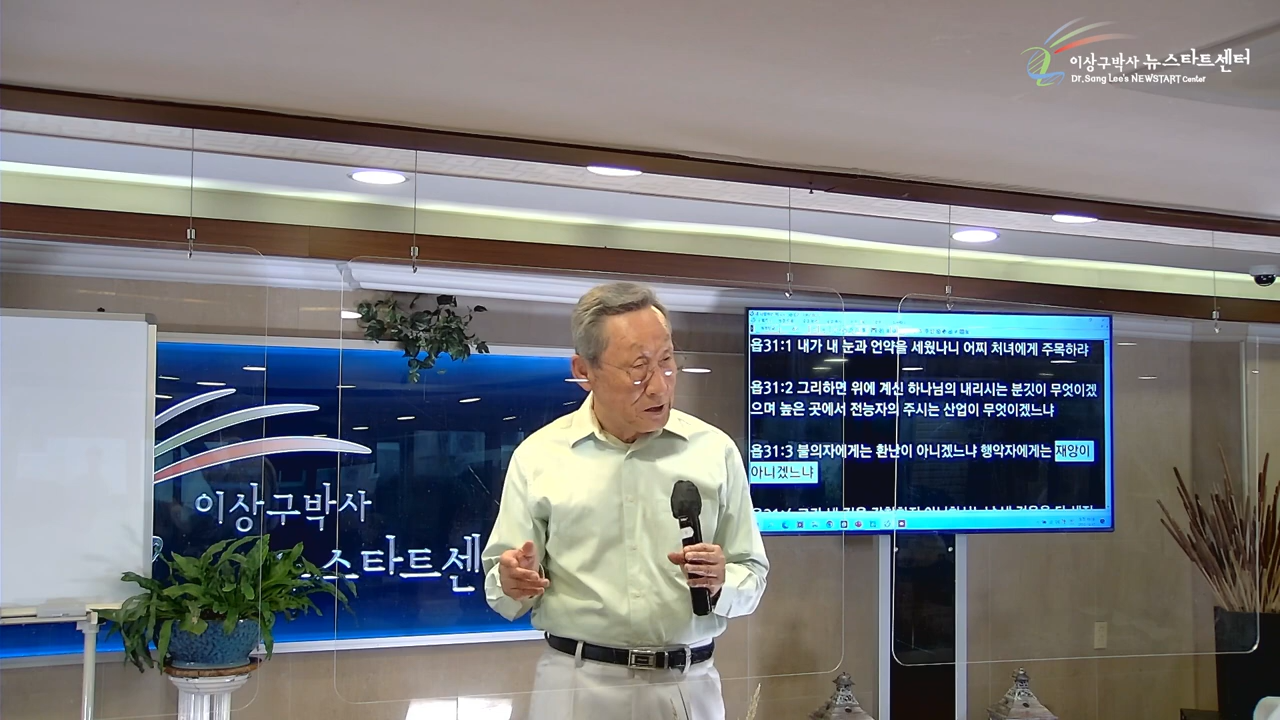 이상구박사 뉴스타트센터
Dr. Sang Lee's NEWSTART Center
욥31:1 내가 내 눈과 언약을 세웠나니 어찌 처녀에게 주목하랴
욥31:2 그리하면 위에 계신 하나님의 내리시는 분깃이 무엇이겠
으며 높은 곳에서 전능자의 주시는 산업이 무엇이겠느냐
욥31:3 불의자에게는 환난이 아니겠느냐 행악자에게는 재앙이
아니겠느냐
이상구박사
스타트센